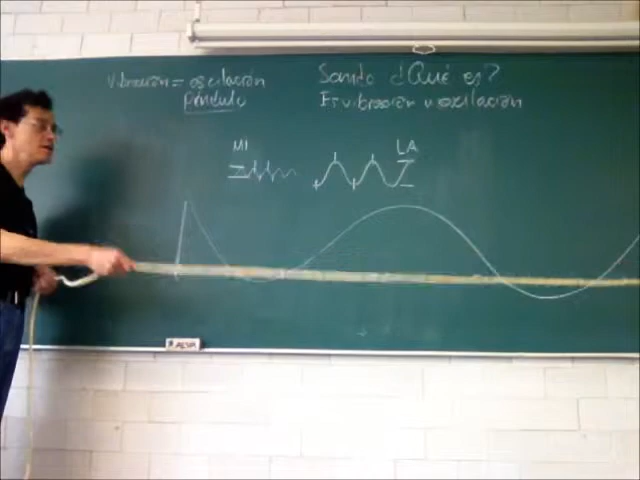 vibración = oscilación
péndulo
Sonido ¿Qué es?
Es vibración u oscilación
MI
LA